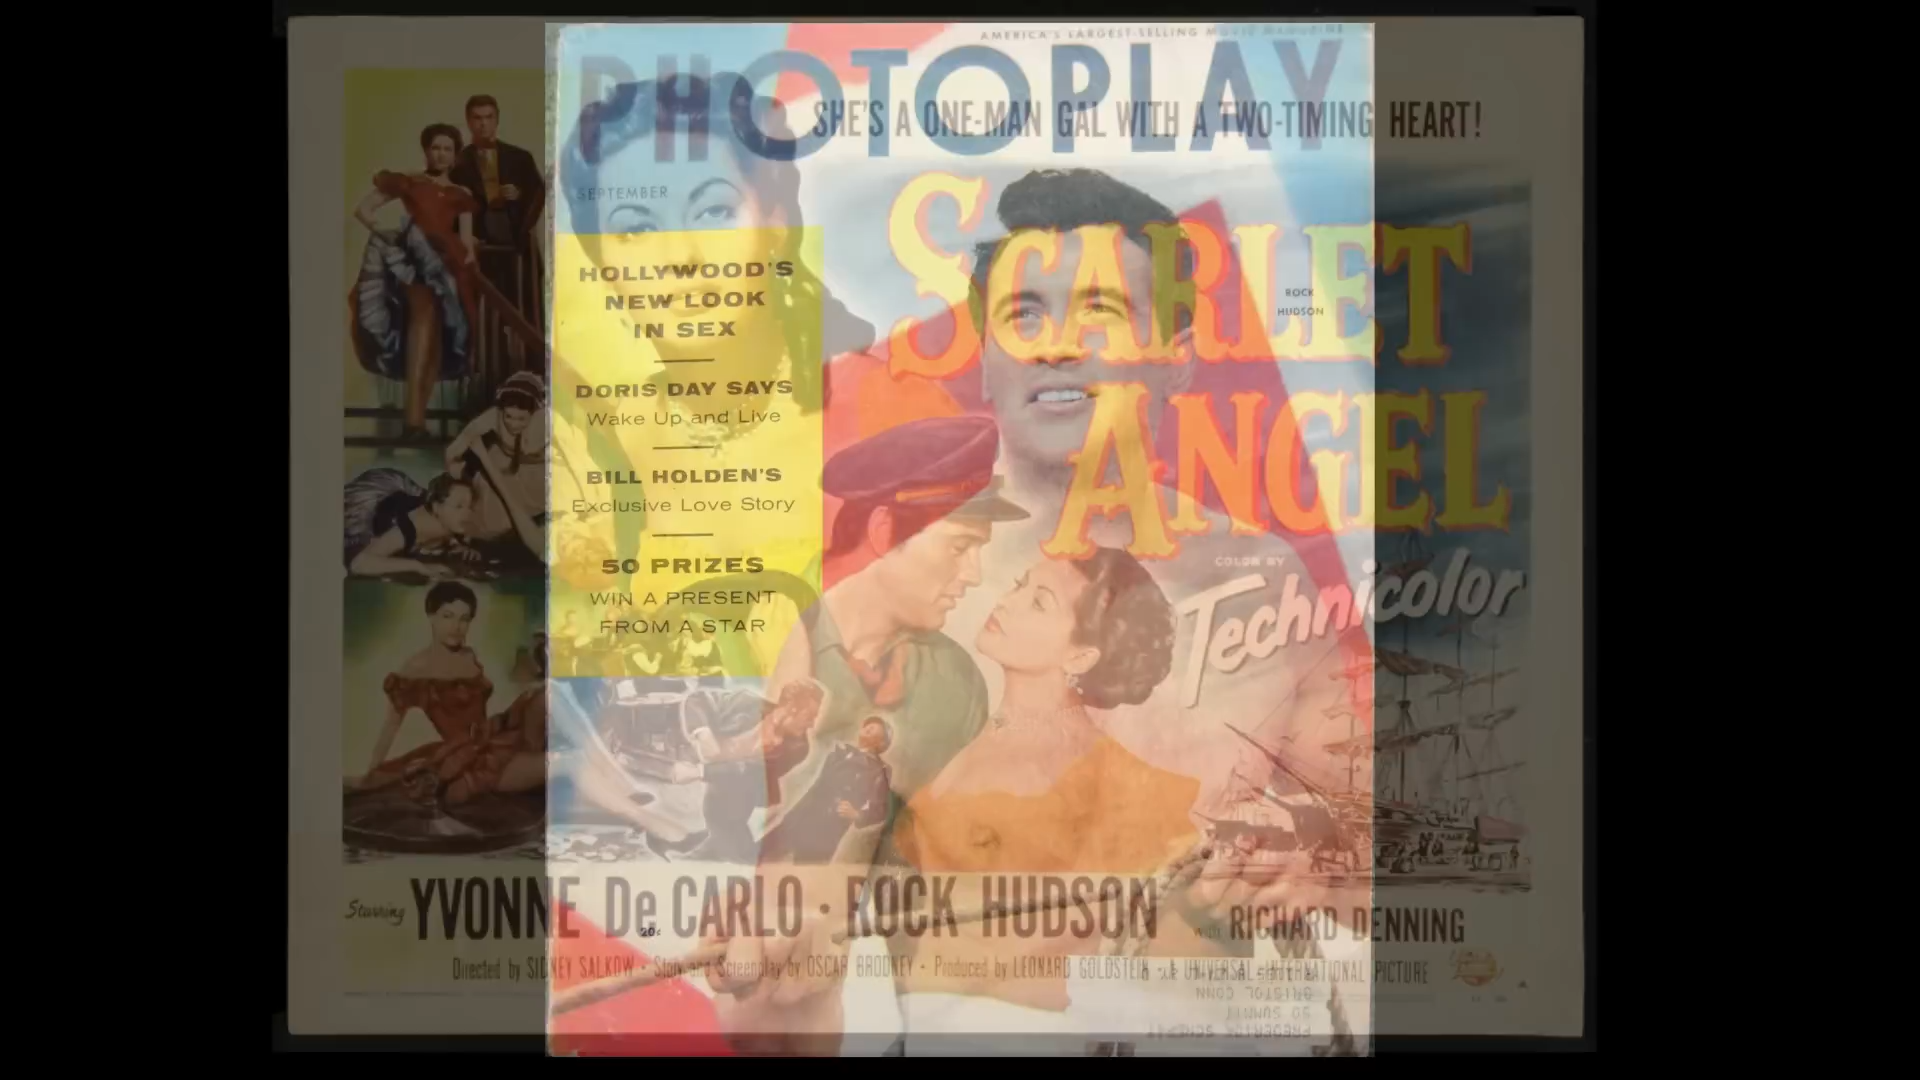 AMERICA'S LARGEST-SELLING MOVIE MAGAZINE
PHOTOPLAY
SHE'S A ONE-MAN GAL WITH A TWO-TIMING HEART!
SEPTEMBER
SCARLET
ANGEL
HOLLYWOOD'S
NEW LOOK
IN SEX
ROCK
HUDSON
DORIS DAY SAYS
Wake Up and Live
BILL HOLDEN'S
Exclusive Love Story
50 PRIZES
WIN A PRESENT
FROM A STAR
COLOR BY
Technicolor
Starring YVONNE De CARLO • ROCK HUDSON with RICHARD DENNING
20¢
Directed by SIDNEY SALKOW • Story and Screenplay by OSCAR BRODNEY • Produced by LEONARD GOLDSTEIN • A UNIVERSAL-INTERNATIONAL PICTURE
BRISTOL CONN